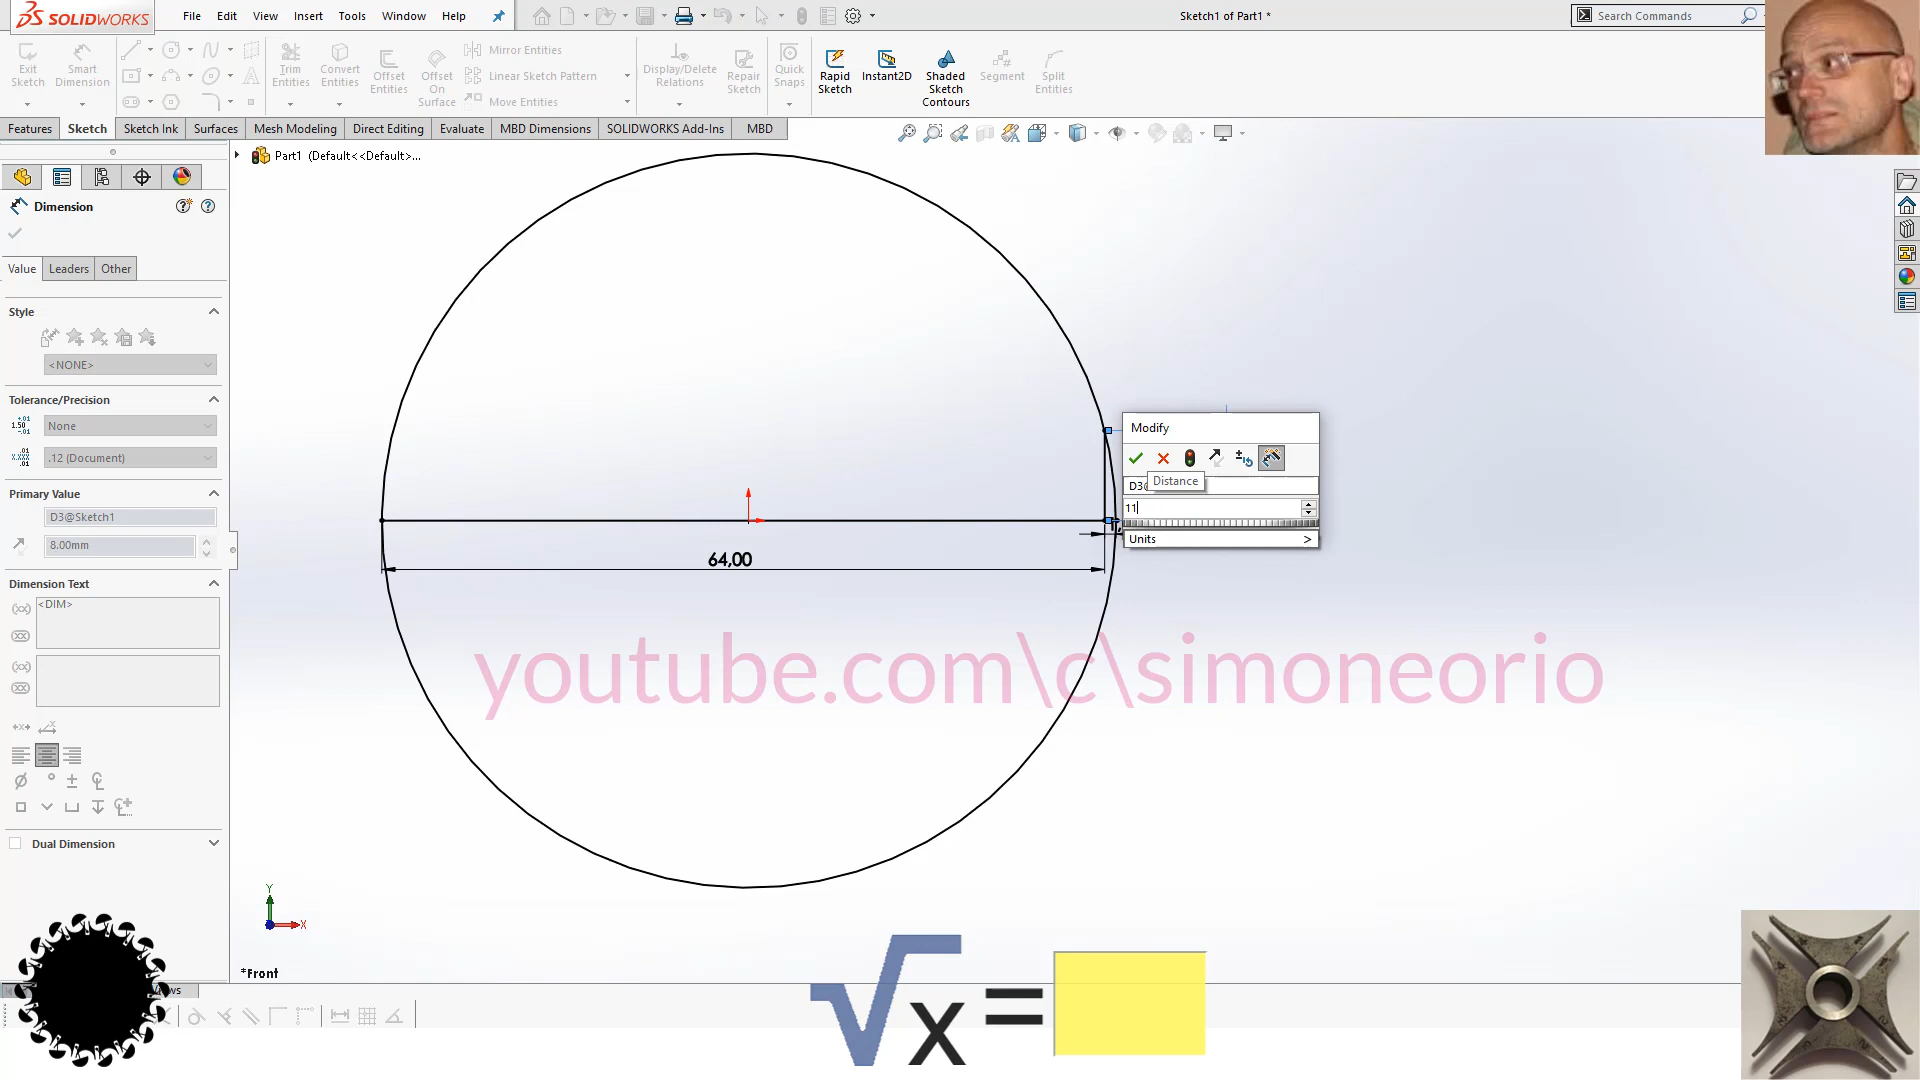 SOLIDWORKS
File Edit View Insert Tools Window Help
Sketch1 of Part1 *
Search Commands
Exit Sketch
Smart Dimension
Trim Entities
Convert Entities
Offset Entities
Offset On Surface
Mirror Entities
Linear Sketch Pattern
Move Entities
Display/Delete Relations
Repair Sketch
Quick Snaps
Rapid Sketch
Instant2D
Shaded Sketch Contours
Segment
Split Entities
Features Sketch Sketch Ink Surfaces Mesh Modeling Direct Editing Evaluate MBD Dimensions SOLIDWORKS Add-Ins MBD
Part1 (Default<<Default>...
Dimension
Value Leaders Other
Style
<NONE>
Tolerance/Precision
None
.12 (Document)
Primary Value
D3@Sketch1
8.00mm
Dimension Text
<DIM>
Dual Dimension
Modify
D3@
Distance
11
Units >
64,00
youtube.com\c\simoneorio
Y
X
*Front
√x=